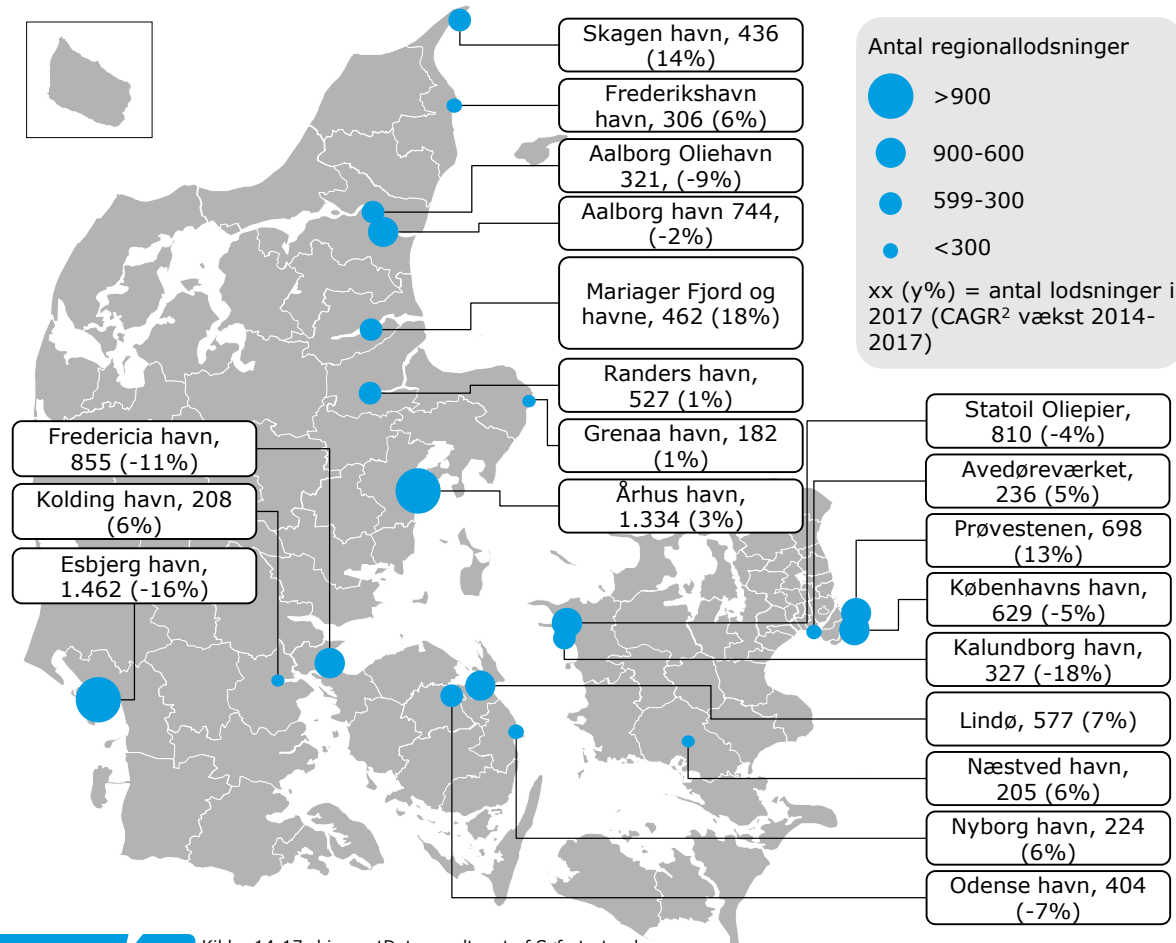 Skagen havn, 436
(14%)
Frederikshavn
havn, 306 (6%)
Aalborg Oliehavn
321, (-9%)
Aalborg havn 744,
(-2%)
Mariager Fjord og
havne, 462 (18%)
Randers havn,
527 (1%)
Grenaa havn, 182
(1%)
Århus havn,
1.334 (3%)
Antal regionallodsninger
>900
900-600
599-300
<300
xx (y%) = antal lodsninger i
2017 (CAGR² vækst 2014-
2017)
Fredericia havn,
855 (-11%)
Kolding havn, 208
(6%)
Esbjerg havn,
1.462 (-16%)
Statoil Oliepier,
810 (-4%)
Avedøreværket,
236 (5%)
Prøvestenen, 698
(13%)
Københavns havn,
629 (-5%)
Kalundborg havn,
327 (-18%)
Lindø, 577 (7%)
Næstved havn,
205 (6%)
Nyborg havn, 224
(6%)
Odense havn, 404
(-7%)